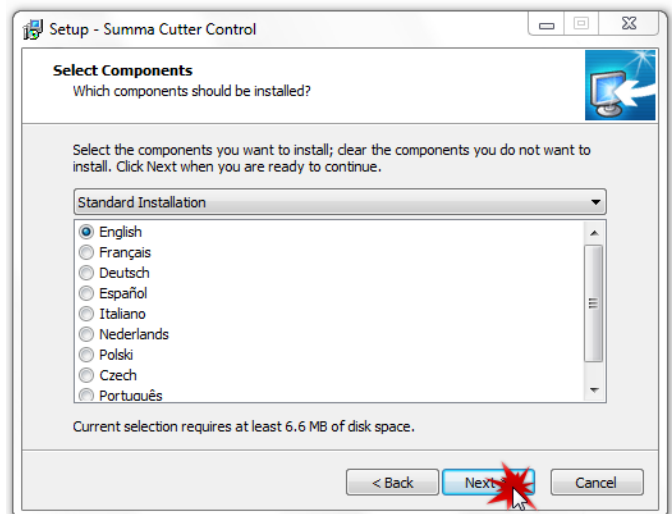 Setup - Summa Cutter Control
Select Components
Which components should be installed?
Select the components you want to install; clear the components you do not want to
install. Click Next when you are ready to continue.
Standard Installation
English
Français
Deutsch
Español
Italiano
Nederlands
Polski
Czech
Português
Current selection requires at least 6.6 MB of disk space.
< Back
Next
Cancel